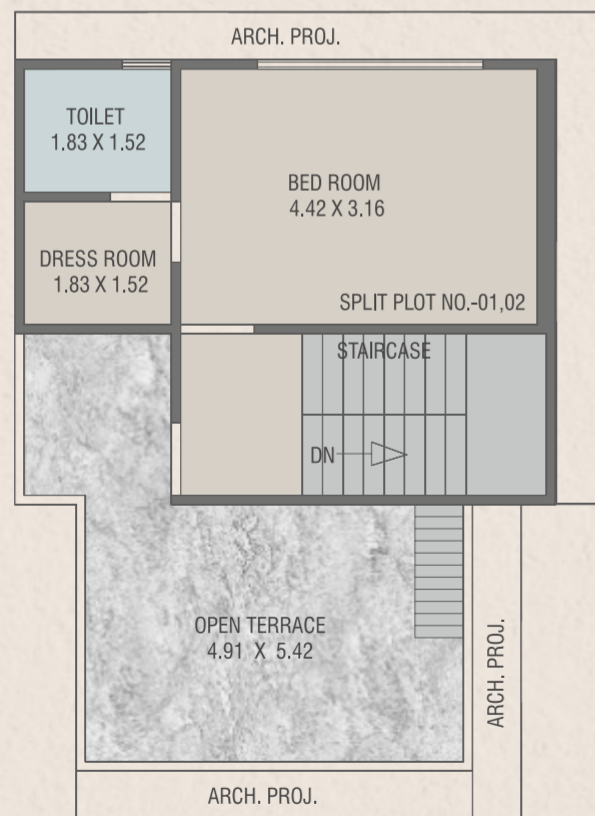 ARCH. PROJ.
TOILET
1.83 X 1.52
BED ROOM
4.42 X 3.16
DRESS ROOM
1.83 X 1.52
SPLIT PLOT NO.-01,02
STAIRCASE
DN
OPEN TERRACE
4.91 X 5.42
ARCH. PROJ.
ARCH. PROJ.